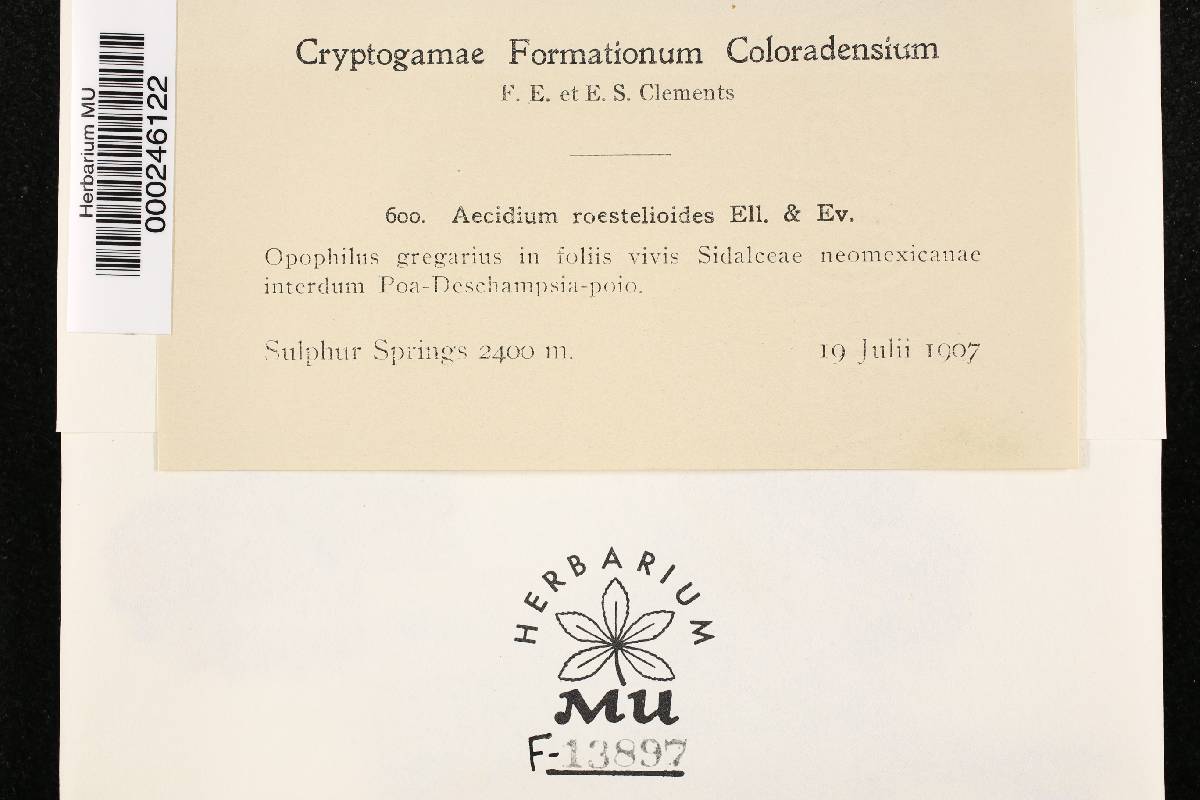 Herbarium MU
000246122
Cryptogamae Formationum Coloradensium
F. E. et E. S. Clements
600. Aecidium roestelioides Ell. & Ev.
Opophilus gregarius in foliis vivis Sidalceae neomexicanae
interdum Poa-Deschampsia-poio.
Sulphur Springs 2400 m. 19 Julii 1907
HERBARIUM
MU
F-13897